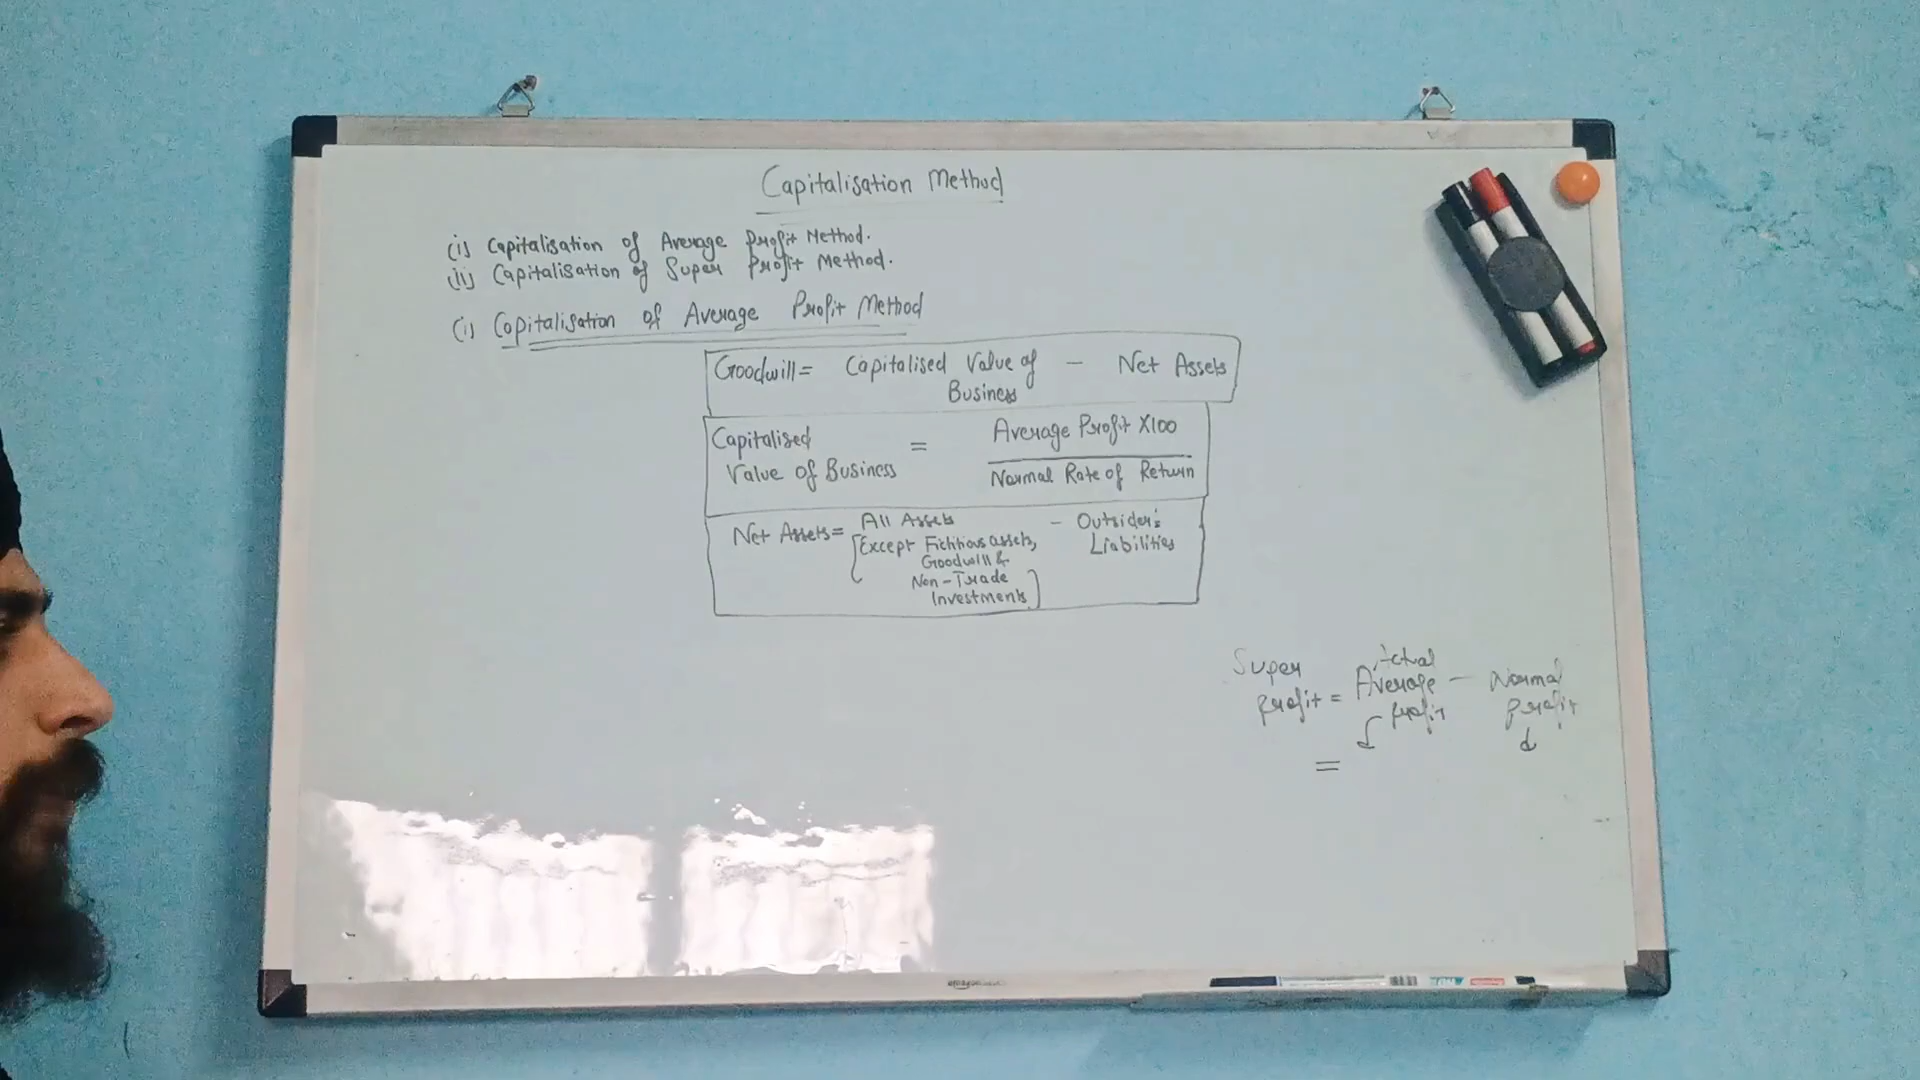 Capitalisation Method
(i) Capitalisation of Average Profit Method.
(ii) Capitalisation of Super Profit Method.
(i) Capitalisation of Average Profit Method
Goodwill = Capitalised Value of Business - Net Assets
Capitalised Value of Business = Average Profit X100
Normal Rate of Return
Net Assets = All Assets - Outsider's Liabilities
[Except Fictitious assets,
Goodwill &
Non-Trade
Investments]
Super Profit = Actual Average Profit - Normal Profit
=